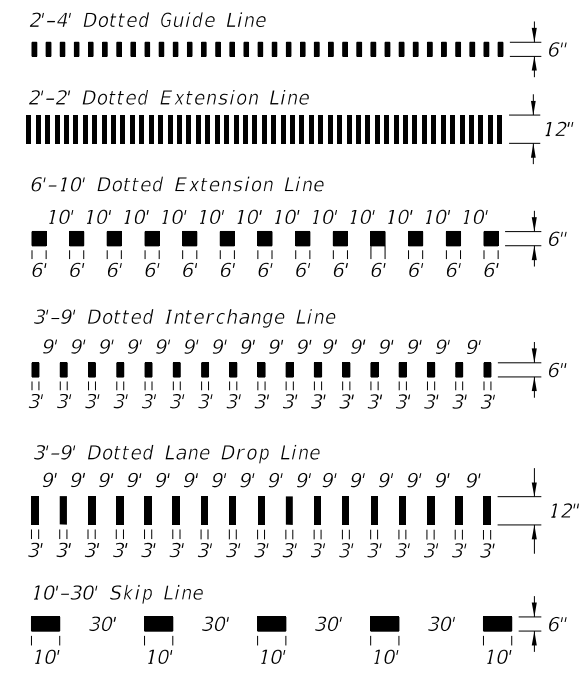 2'-4' Dotted Guide Line
6"
2'-2' Dotted Extension Line
12"
6'-10' Dotted Extension Line
10' 10' 10' 10' 10' 10' 10' 10' 10' 10' 10' 10'
6"
6' 6' 6' 6' 6' 6' 6' 6' 6' 6' 6' 6' 6'
3'-9' Dotted Interchange Line
9' 9' 9' 9' 9' 9' 9' 9' 9' 9' 9' 9' 9' 9' 9' 9'
6"
3' 3' 3' 3' 3' 3' 3' 3' 3' 3' 3' 3' 3' 3' 3' 3' 3'
3'-9' Dotted Lane Drop Line
9' 9' 9' 9' 9' 9' 9' 9' 9' 9' 9' 9' 9' 9' 9' 9'
12"
3' 3' 3' 3' 3' 3' 3' 3' 3' 3' 3' 3' 3' 3' 3' 3' 3'
10'-30' Skip Line
30' 30' 30' 30' 6"
10' 10' 10' 10' 10'